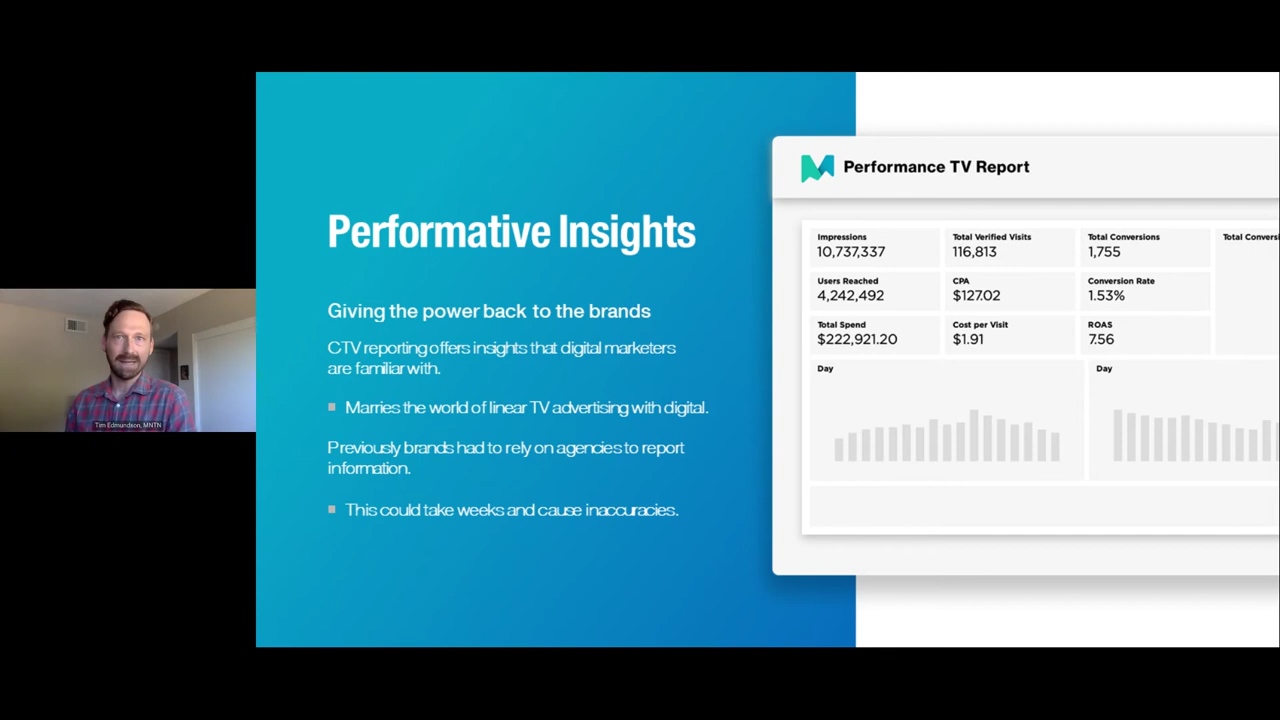 Performative Insights
Giving the power back to the brands
CTV reporting offers insights that digital marketers
are familiar with.
Marries the world of linear TV advertising with digital.
Previously brands had to rely on agencies to report
information.
This could take weeks and cause inaccuracies.
Performance TV Report
Impressions
10,737,337
Total Verified Visits
116,813
Total Conversions
1,755
Total Conversi
Users Reached
4,242,492
CPA
$127.02
Conversion Rate
1.53%
Total Spend
$222,921.20
Cost per Visit
$1.91
ROAS
7.56
Day
Day
Tim Edmundson, MNTN